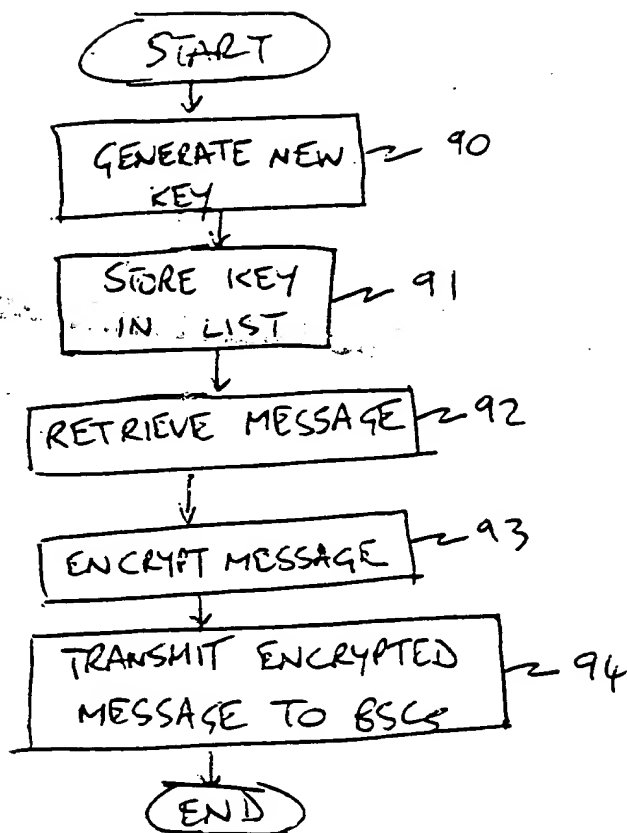 START
GENERATE NEW
KEY
90
STORE KEY
IN LIST
91
RETRIEVE MESSAGE
92
ENCRYPT MESSAGE
93
TRANSMIT ENCRYPTED
MESSAGE TO BSCs
94
END